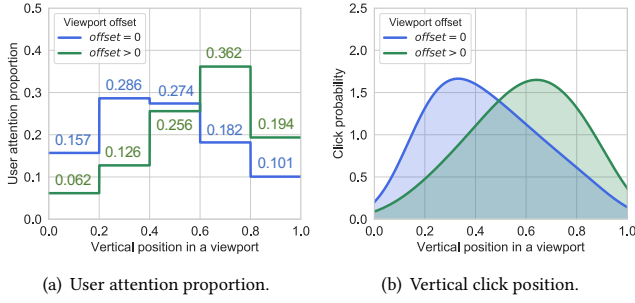 Viewport offset
offset = 0
offset > 0
User attention proportion
0.5
0.4
0.3
0.2
0.1
0.0
0.157
0.286
0.274
0.182
0.101
0.062
0.126
0.256
0.362
0.194
0.0 0.2 0.4 0.6 0.8 1.0
Vertical position in a viewport
(a) User attention proportion.
Viewport offset
offset = 0
offset > 0
Click probability
2.5
2.0
1.5
1.0
0.5
0.0
0.0 0.2 0.4 0.6 0.8 1.0
Vertical position in a viewport
(b) Vertical click position.